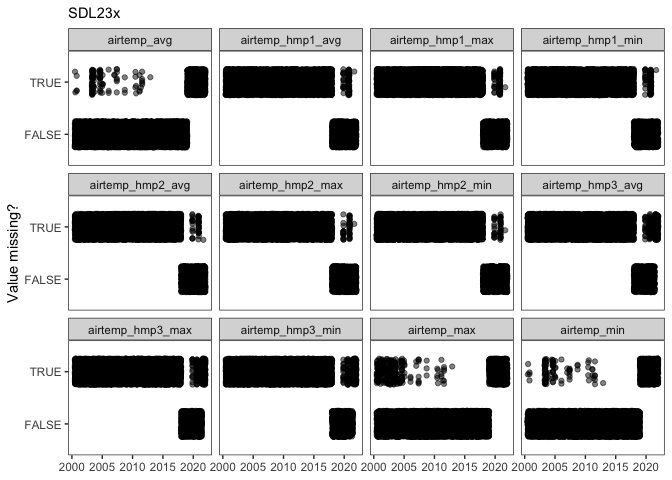 SDL23x
airtemp_avg airtemp_hmp1_avg airtemp_hmp1_max airtemp_hmp1_min
TRUE
FALSE
airtemp_hmp2_avg airtemp_hmp2_max airtemp_hmp2_min airtemp_hmp3_avg
TRUE
FALSE
Value missing?
airtemp_hmp3_max airtemp_hmp3_min airtemp_max airtemp_min
TRUE
FALSE
2000 2005 2010 2015 2020 2000 2005 2010 2015 2020 2000 2005 2010 2015 2020 2000 2005 2010 2015 2020